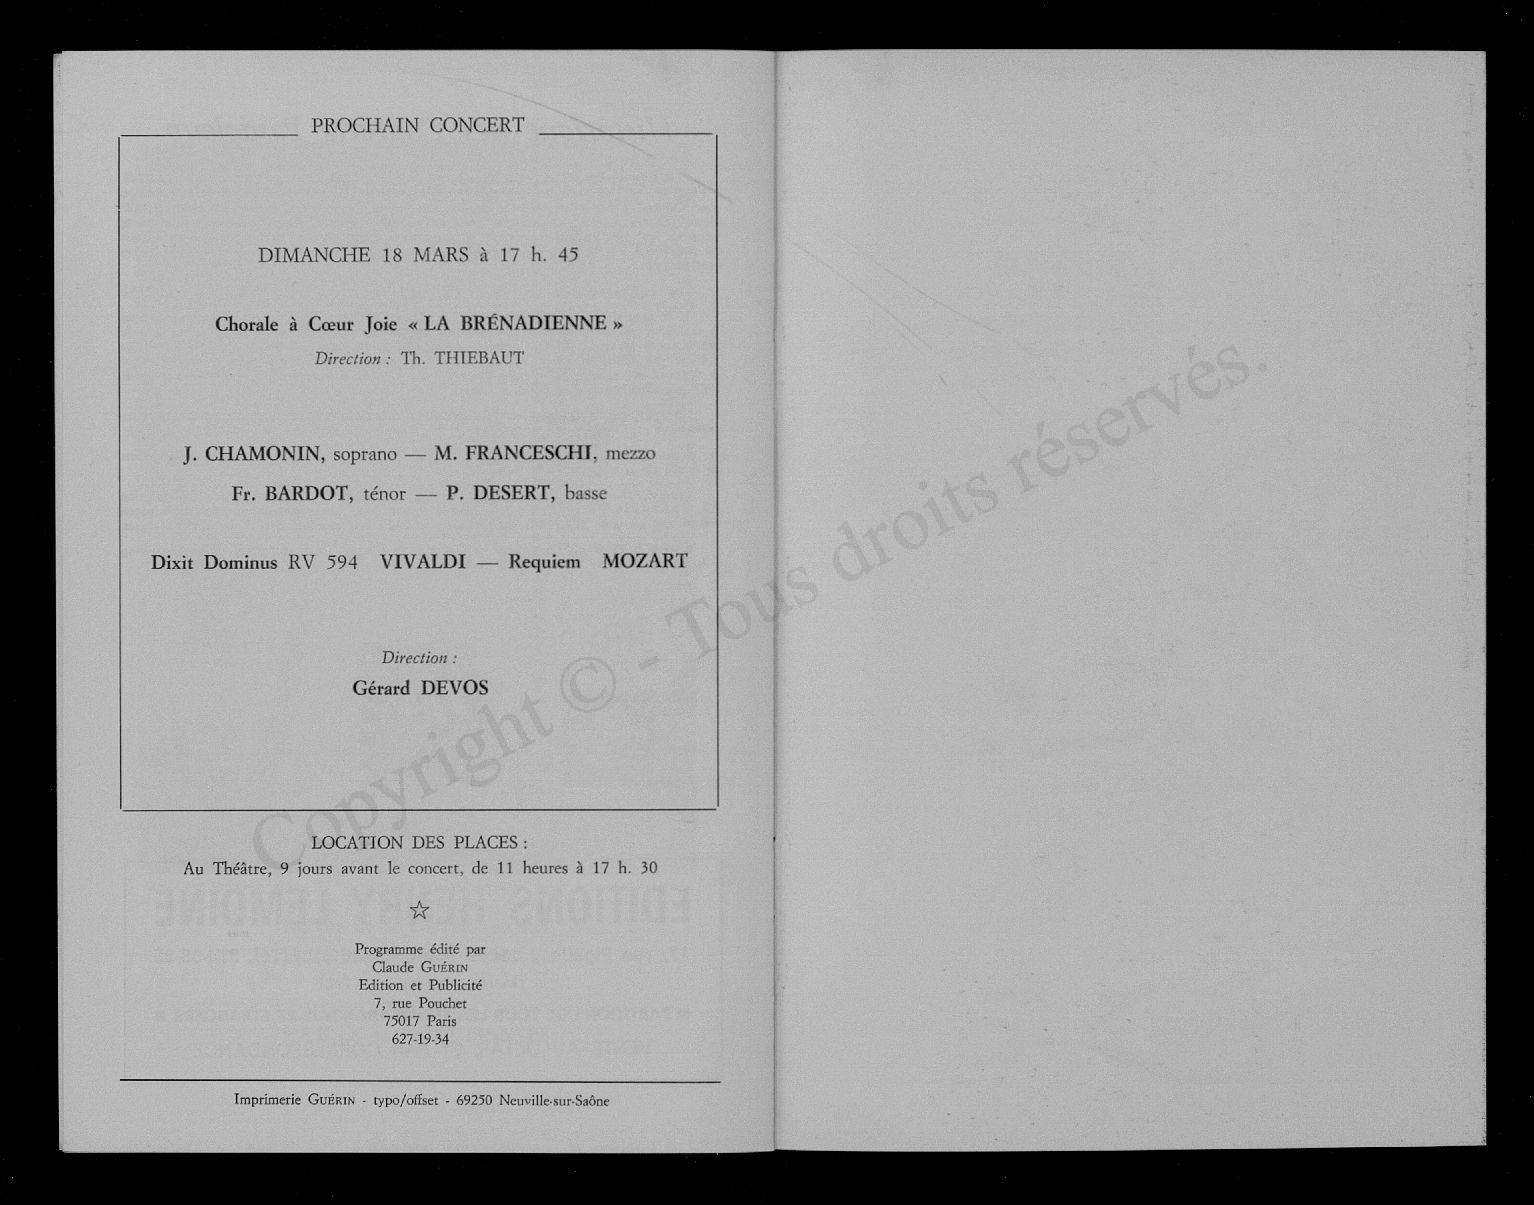 PROCHAIN CONCERT
DIMANCHE 18 MARS à 17 h. 45
Chorale à Cœur Joie « LA BRÉNADIENNE »
Direction : Th. THIEBAUT
J. CHAMONIN, soprano — M. FRANCESCHI, mezzo
Fr. BARDOT, ténor — P. DESERT, basse
Dixit Dominus RV 594 VIVALDI — Requiem MOZART
Direction :
Gérard DEVOS
LOCATION DES PLACES :
Au Théâtre, 9 jours avant le concert, de 11 heures à 17 h. 30
Programme édité par
Claude GUÉRIN
Edition et Publicité
7, rue Pouchet
75017 Paris
627-19-34
Imprimerie GUÉRIN - typo/offset - 69250 Neuville-sur-Saône
Copyright © - Tous droits réservés.
EDITIONS HENRY LEMOINE